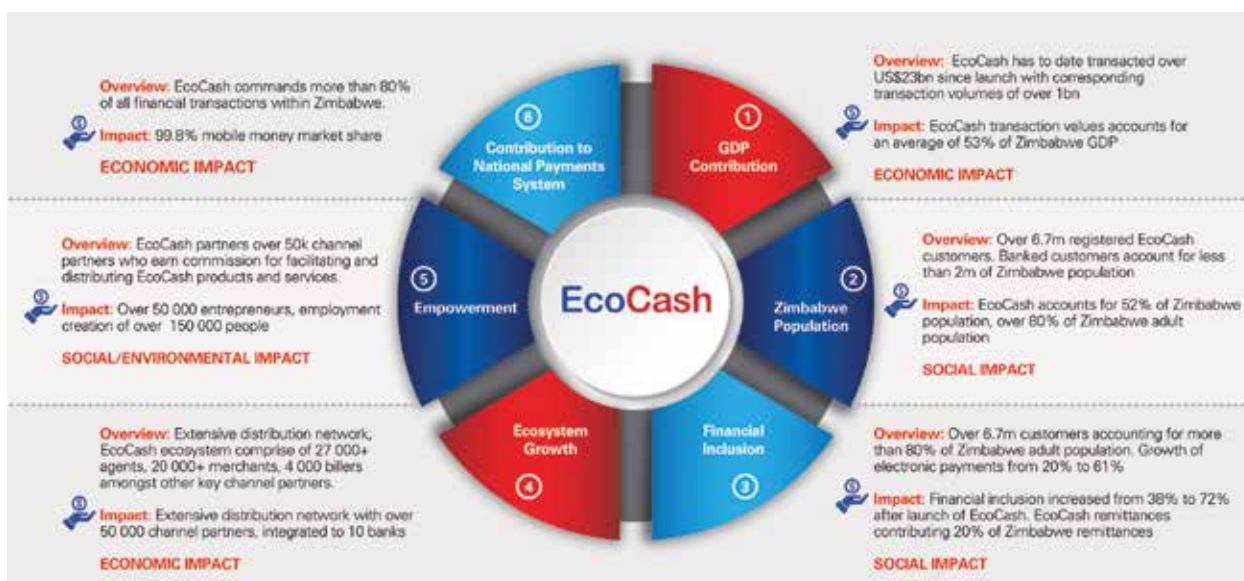 Overview: EcoCash commands more than 80%
of all financial transactions within Zimbabwe.
Impact: 99.8% mobile money market share
ECONOMIC IMPACT
6
Contribution to
National Payments
System
1
GDP
Contribution
Overview: EcoCash has to date transacted over
US$23bn since launch with corresponding
transaction volumes of over 1bn
Impact: EcoCash transaction values accounts for
an average of 53% of Zimbabwe GDP
ECONOMIC IMPACT
Overview: EcoCash partners over 50k channel
partners who earn commission for facilitating and
distributing EcoCash products and services.
Impact: Over 50 000 entrepreneurs, employment
creation of over 150 000 people
SOCIAL/ENVIRONMENTAL IMPACT
5
Empowerment
EcoCash
2
Zimbabwe
Population
Overview: Over 6.7m registered EcoCash
customers. Banked customers account for less
than 2m of Zimbabwe population
Impact: EcoCash accounts for 52% of Zimbabwe
population, over 80% of Zimbabwe adult
population
SOCIAL IMPACT
Overview: Extensive distribution network,
EcoCash ecosystem comprise of 27 000+
agents, 20 000+ merchants, 4 000 billers
amongst other key channel partners.
Impact: Extensive distribution network with over
50 000 channel partners, integrated to 10 banks
ECONOMIC IMPACT
Ecosystem
Growth
4
Financial
Inclusion
3
Overview: Over 6.7m customers accounting for more
than 80% of Zimbabwe adult population. Growth of
electronic payments from 20% to 61%
Impact: Financial inclusion increased from 38% to 72%
after launch of EcoCash. EcoCash remittances
contributing 20% of Zimbabwe remittances
SOCIAL IMPACT